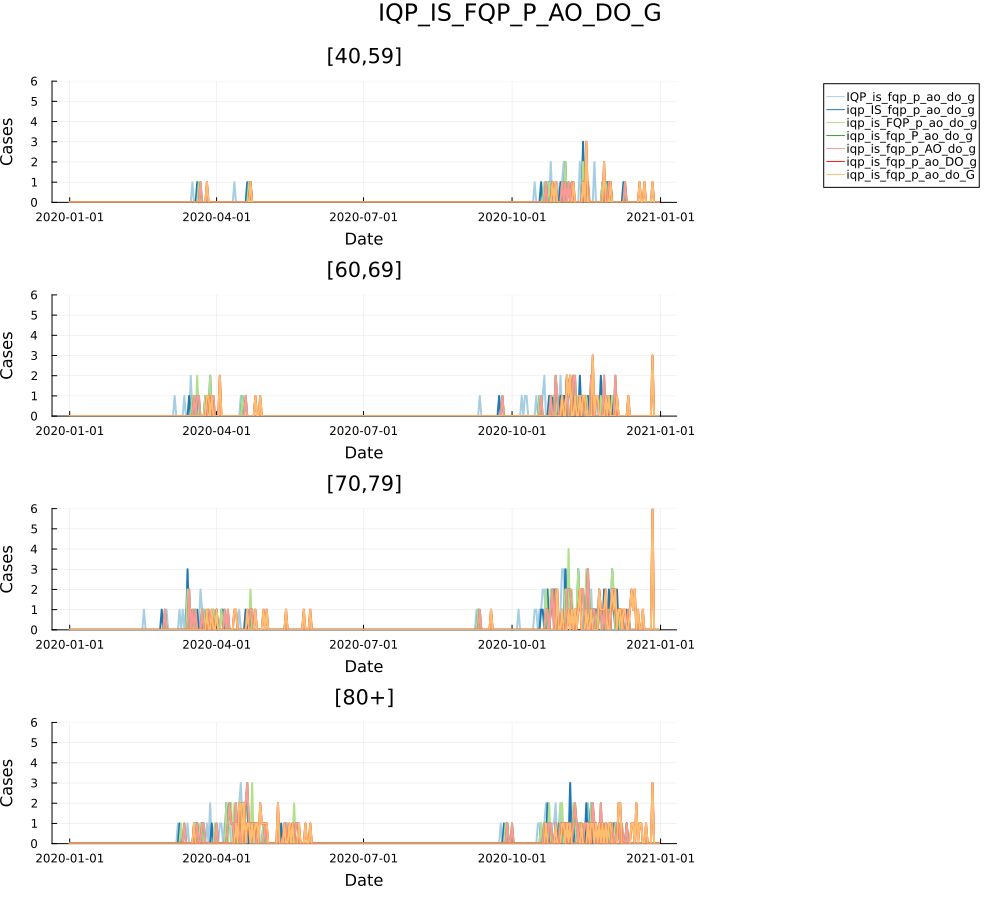 IQP_IS_FQP_P_AO_DO_G
[40,59]
6
5
4
3
2
1
0
Cases
2020-01-01 2020-04-01 2020-07-01 2020-10-01 2021-01-01
Date
IQP_is_fqp_p_ao_do_g
iqp_IS_fqp_p_ao_do_g
iqp_is_FQP_p_ao_do_g
iqp_is_fqp_P_ao_do_g
iqp_is_fqp_p_AO_do_g
iqp_is_fqp_p_ao_DO_g
iqp_is_fqp_p_ao_do_G
[60,69]
6
5
4
3
2
1
0
Cases
2020-01-01 2020-04-01 2020-07-01 2020-10-01 2021-01-01
Date
[70,79]
6
5
4
3
2
1
0
Cases
2020-01-01 2020-04-01 2020-07-01 2020-10-01 2021-01-01
Date
[80+]
6
5
4
3
2
1
0
Cases
2020-01-01 2020-04-01 2020-07-01 2020-10-01 2021-01-01
Date